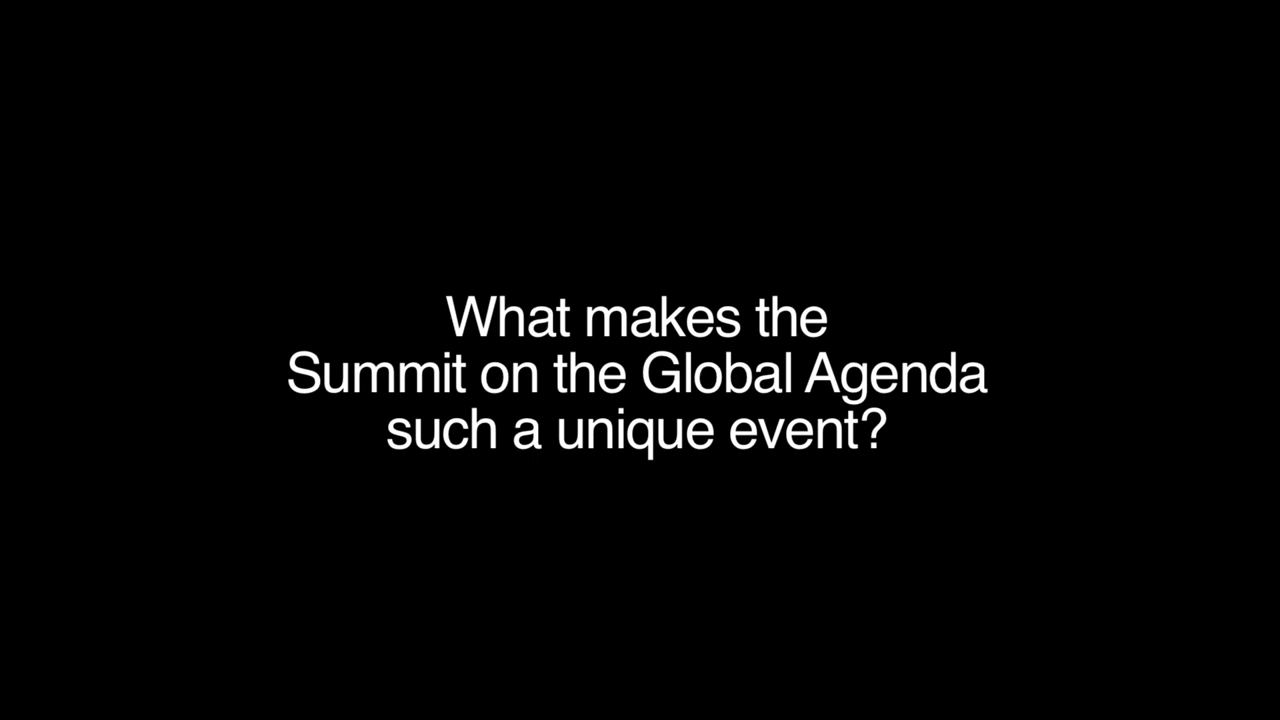 What makes the
Summit on the Global Agenda
such a unique event?